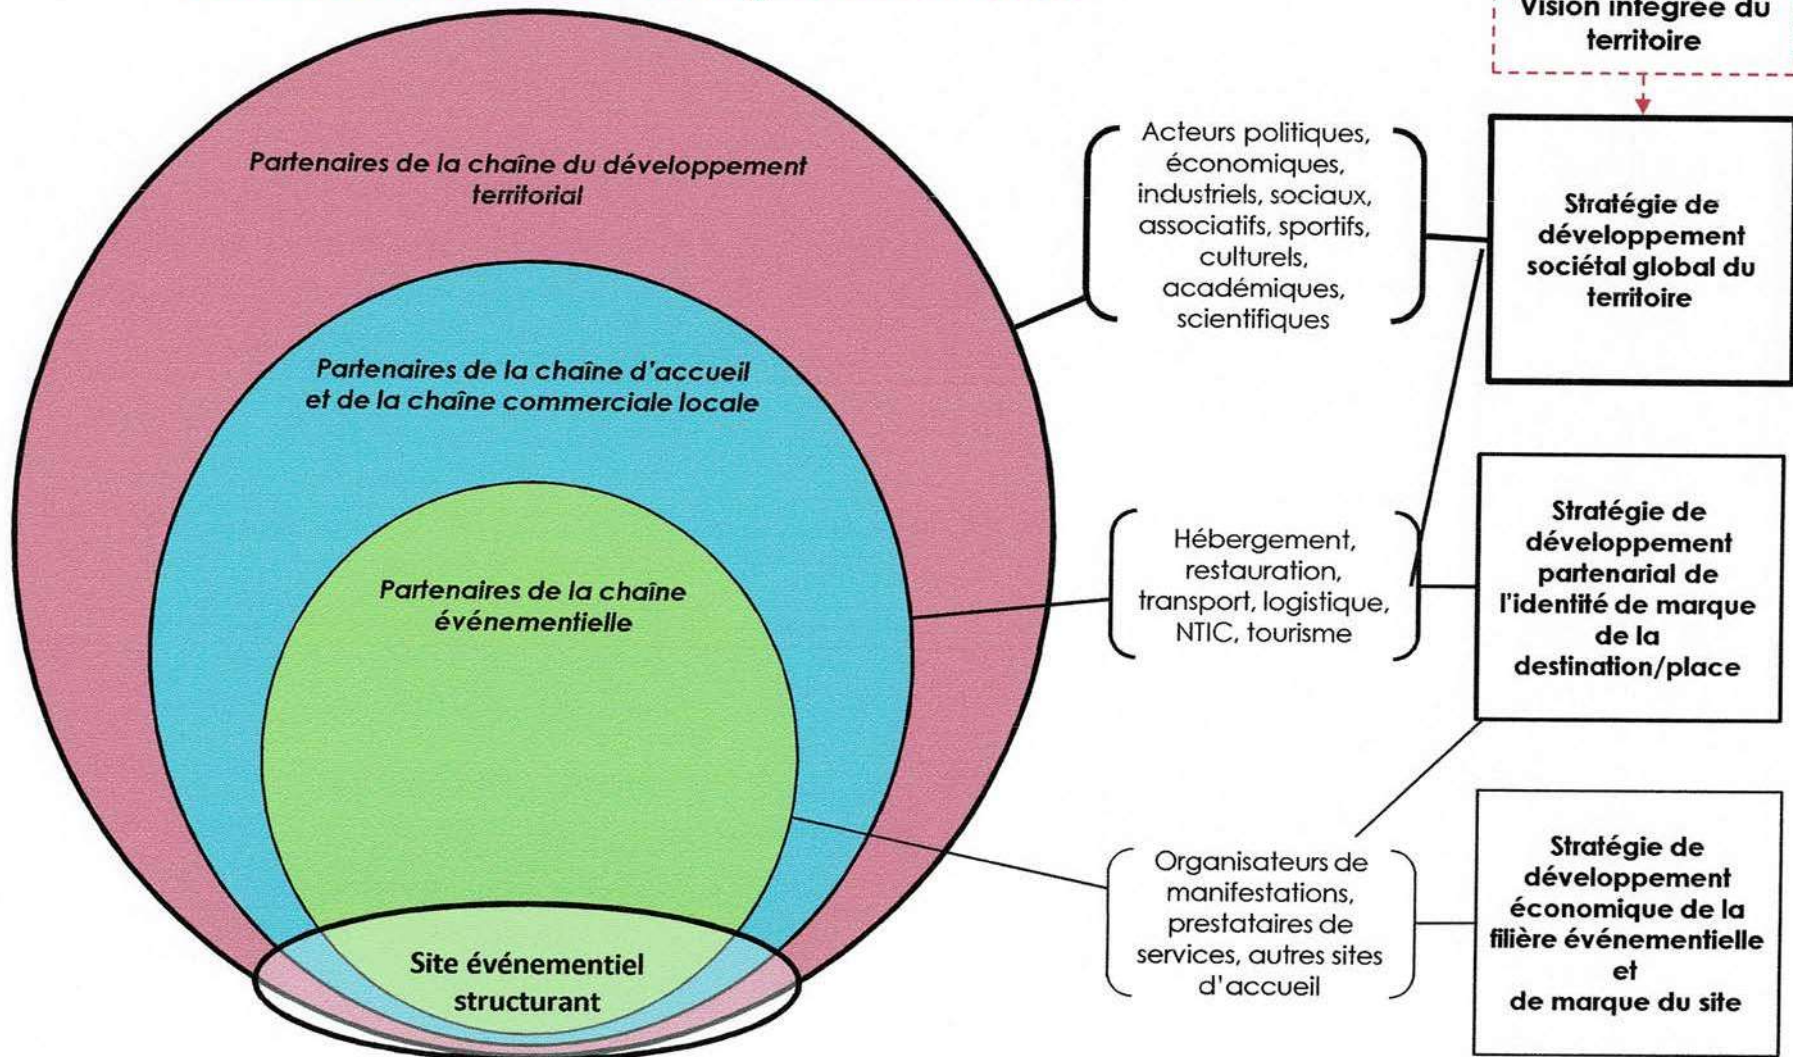 Vision intégrée du
territoire
Partenaires de la chaîne du développement
territorial
Acteurs politiques,
économiques,
industriels, sociaux,
associatifs, sportifs,
culturels,
académiques,
scientifiques
Stratégie de
développement
sociétal global du
territoire
Partenaires de la chaîne d'accueil
et de la chaîne commerciale locale
Hébergement,
restauration,
transport, logistique,
NTIC, tourisme
Stratégie de
développement
partenarial de
l'identité de marque
de la
destination/place
Partenaires de la chaîne
événementielle
Organisateurs de
manifestations,
prestataires de
services, autres sites
d'accueil
Stratégie de
développement
économique de la
filière événementielle
et
de marque du site
Site événementiel
structurant